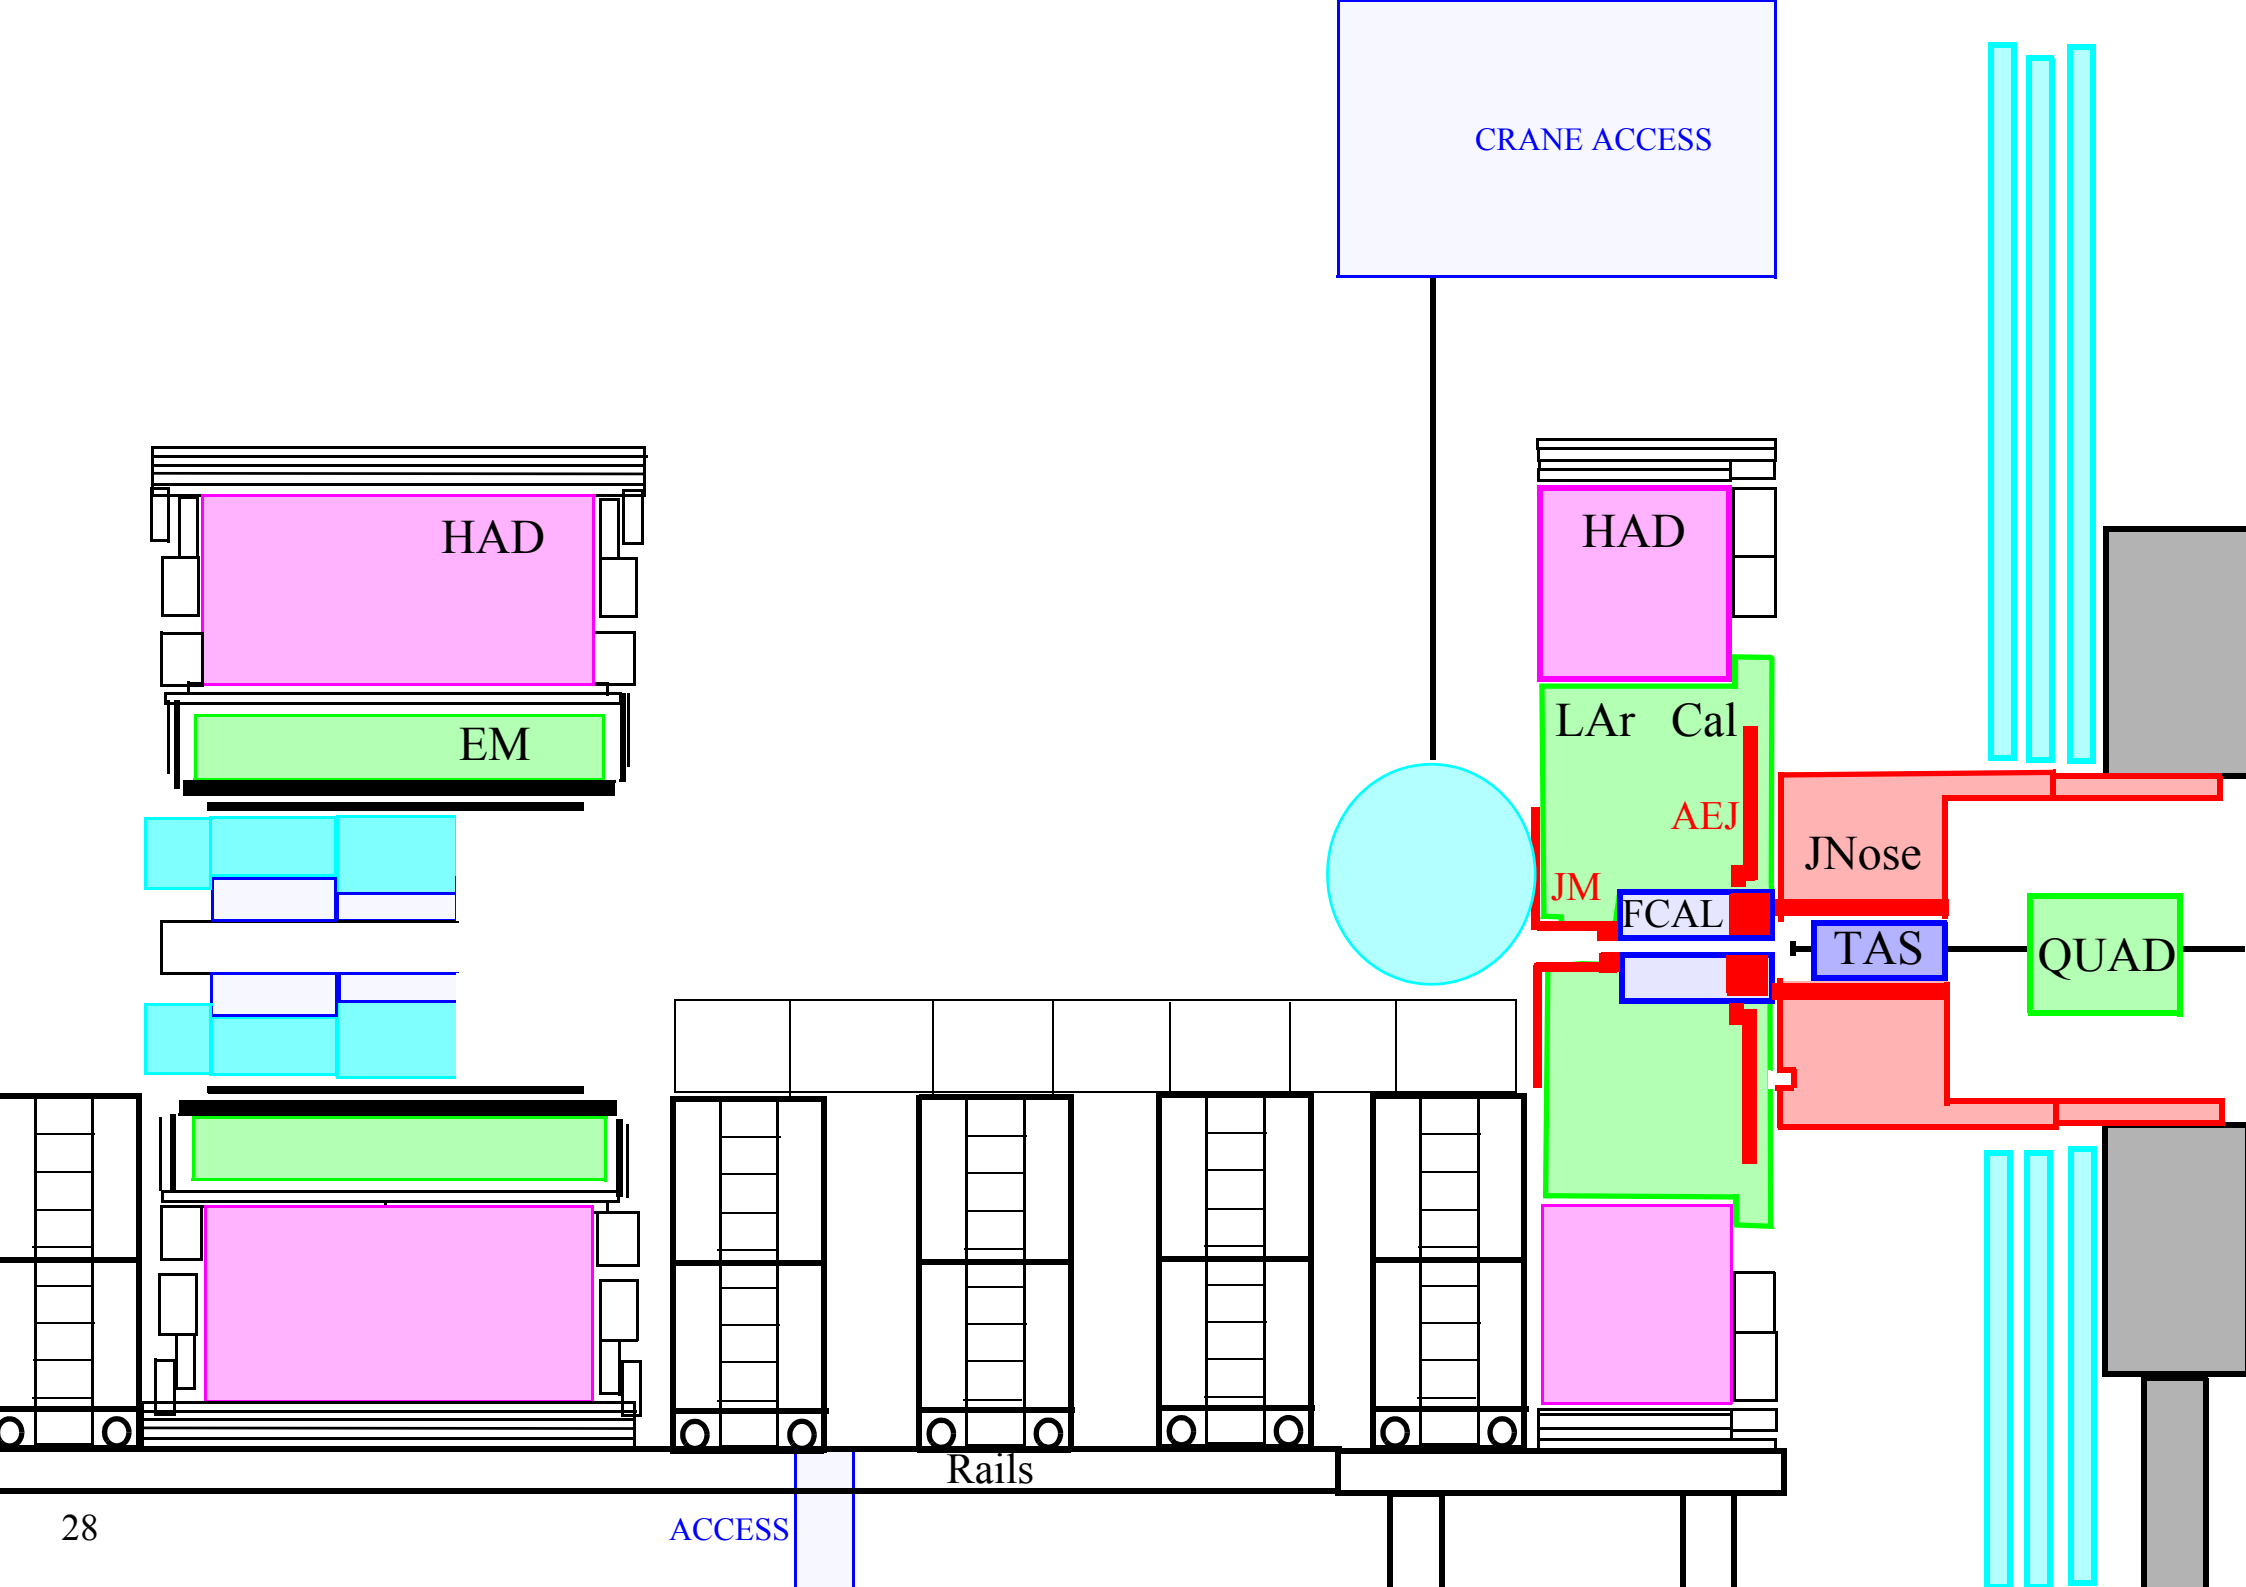 CRANE ACCESS
HAD
HAD
LAr Cal
EM
AEJ
JNose
JM
FCAL
TAS
QUAD
Rails
28
ACCESS